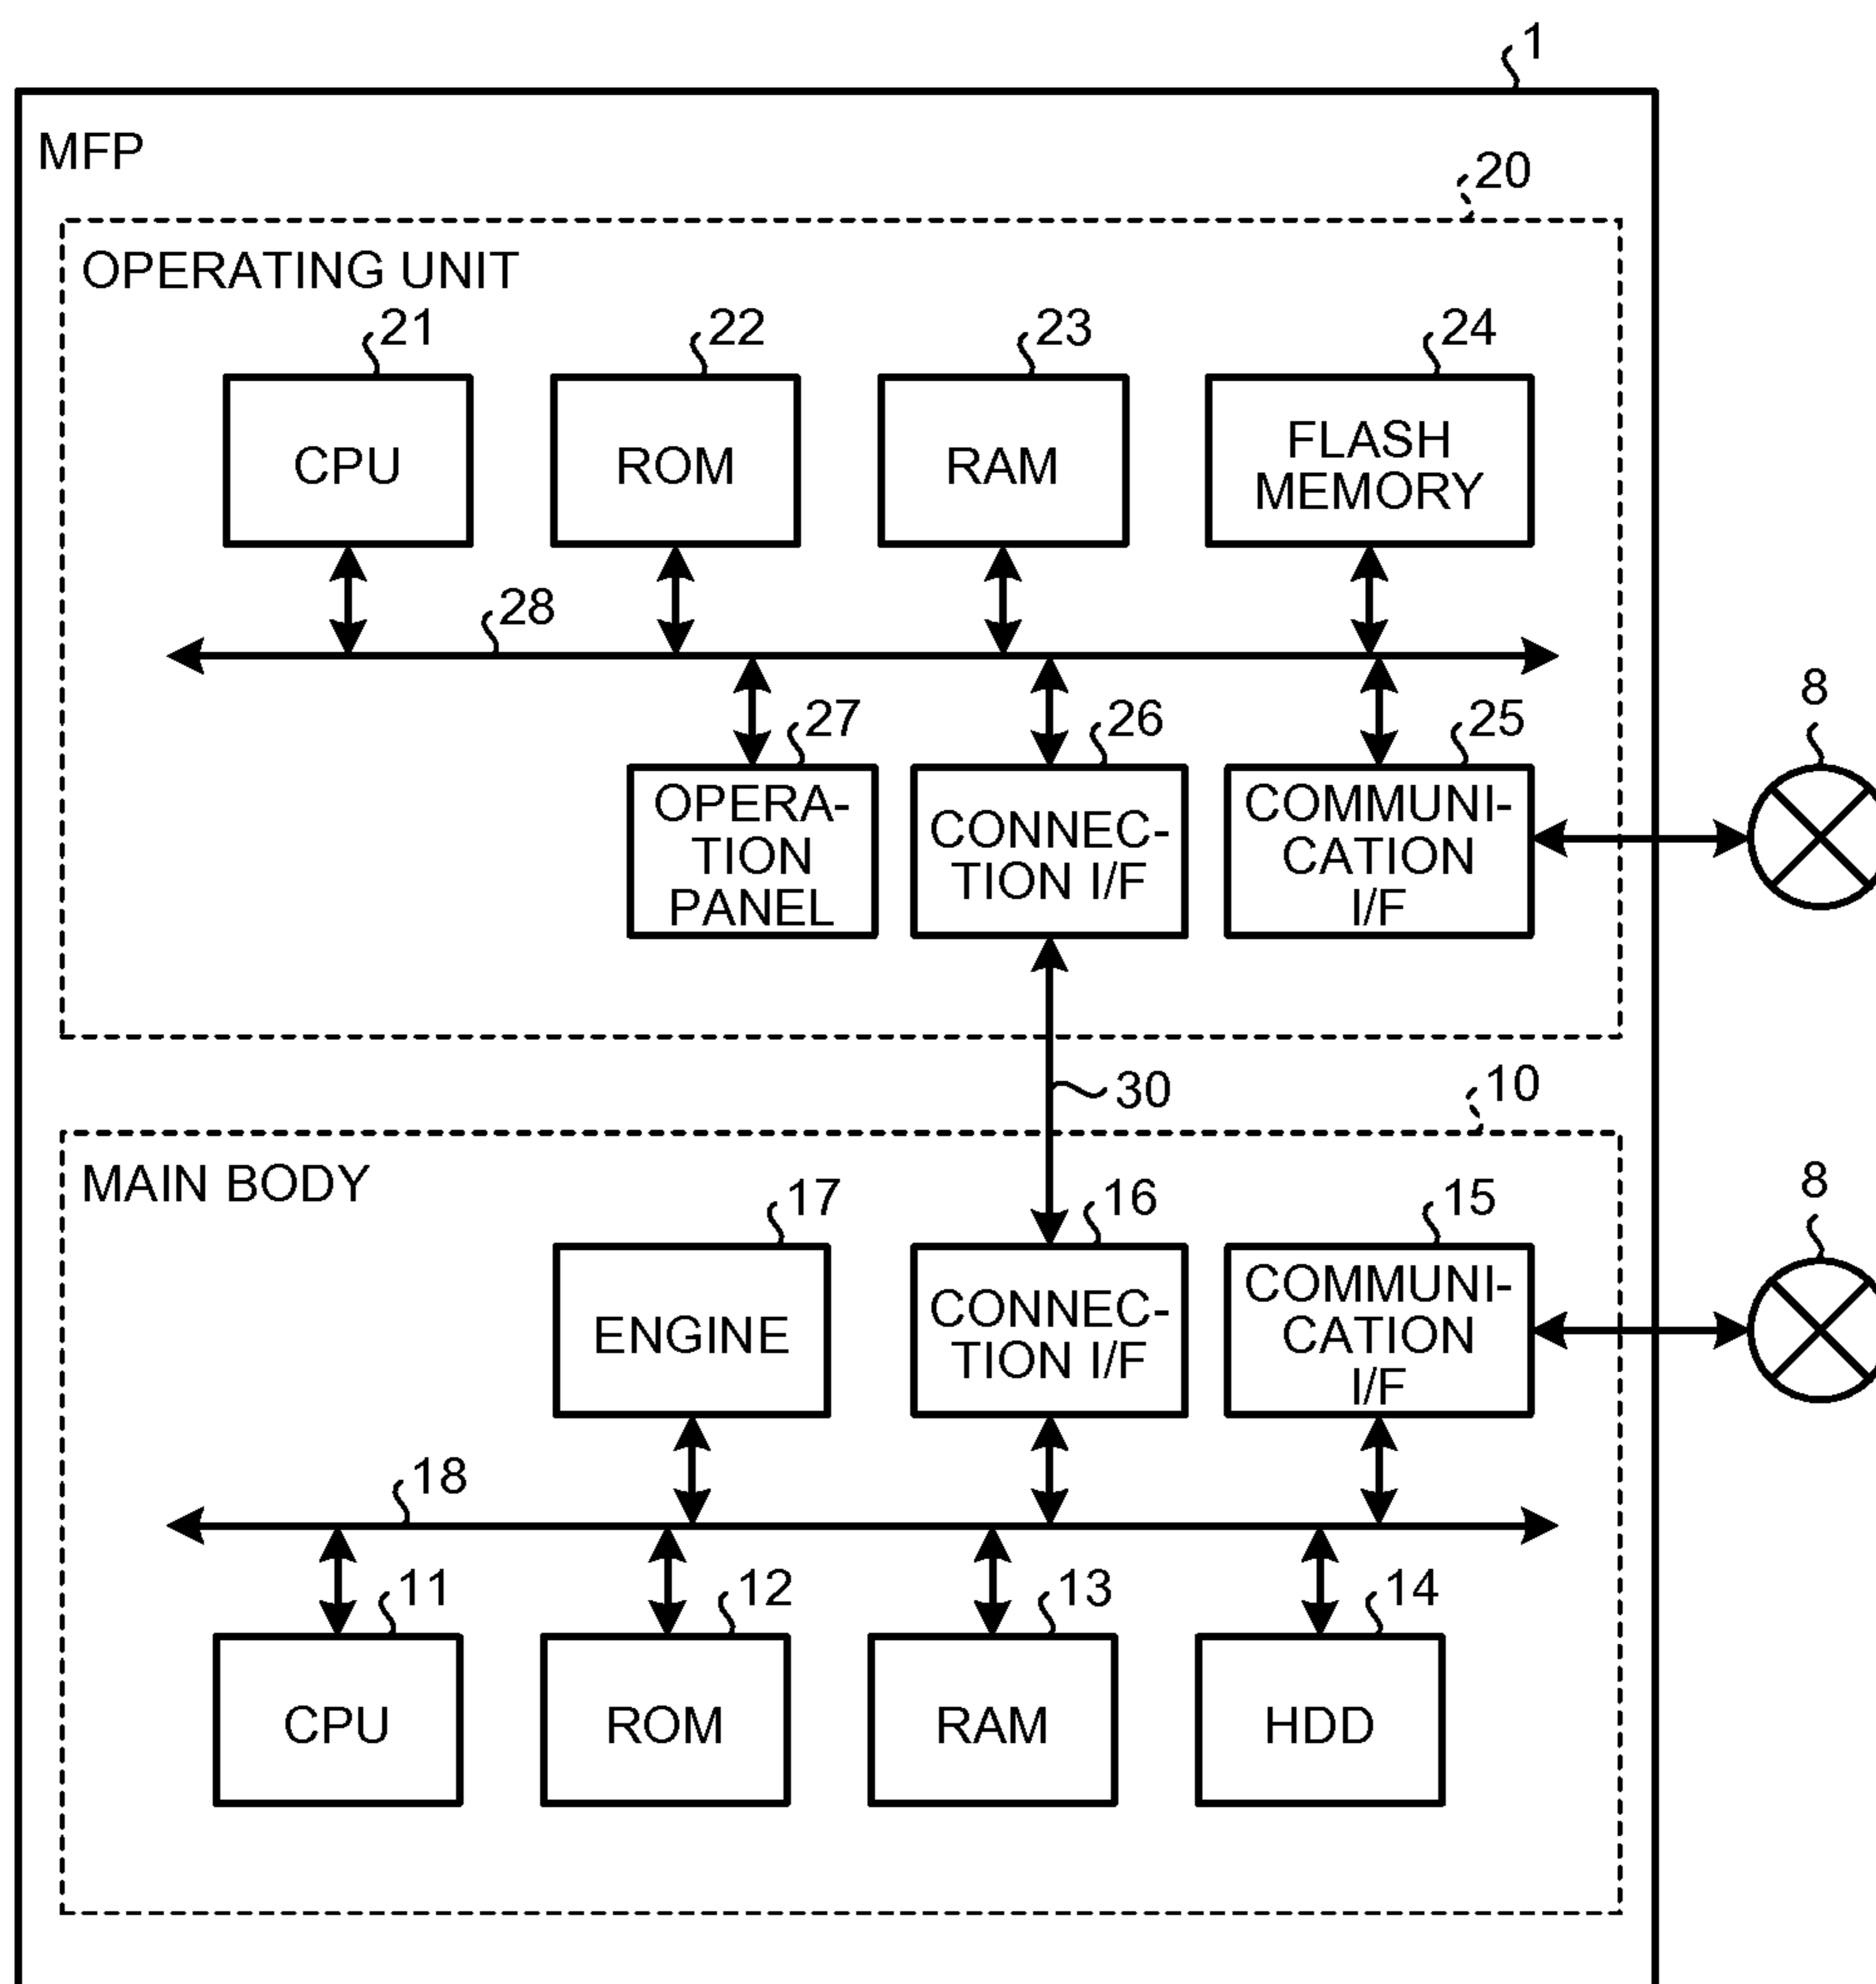 1
MFP
20
OPERATING UNIT
21
22
23
24
CPU
ROM
RAM
FLASH
MEMORY
28
27
26
25
8
OPERA-
TION
PANEL
CONNEC-
TION I/F
COMMUNI-
CATION
I/F
30
10
MAIN BODY
17
16
15
8
ENGINE
CONNEC-
TION I/F
COMMUNI-
CATION
I/F
18
11
12
13
14
CPU
ROM
RAM
HDD